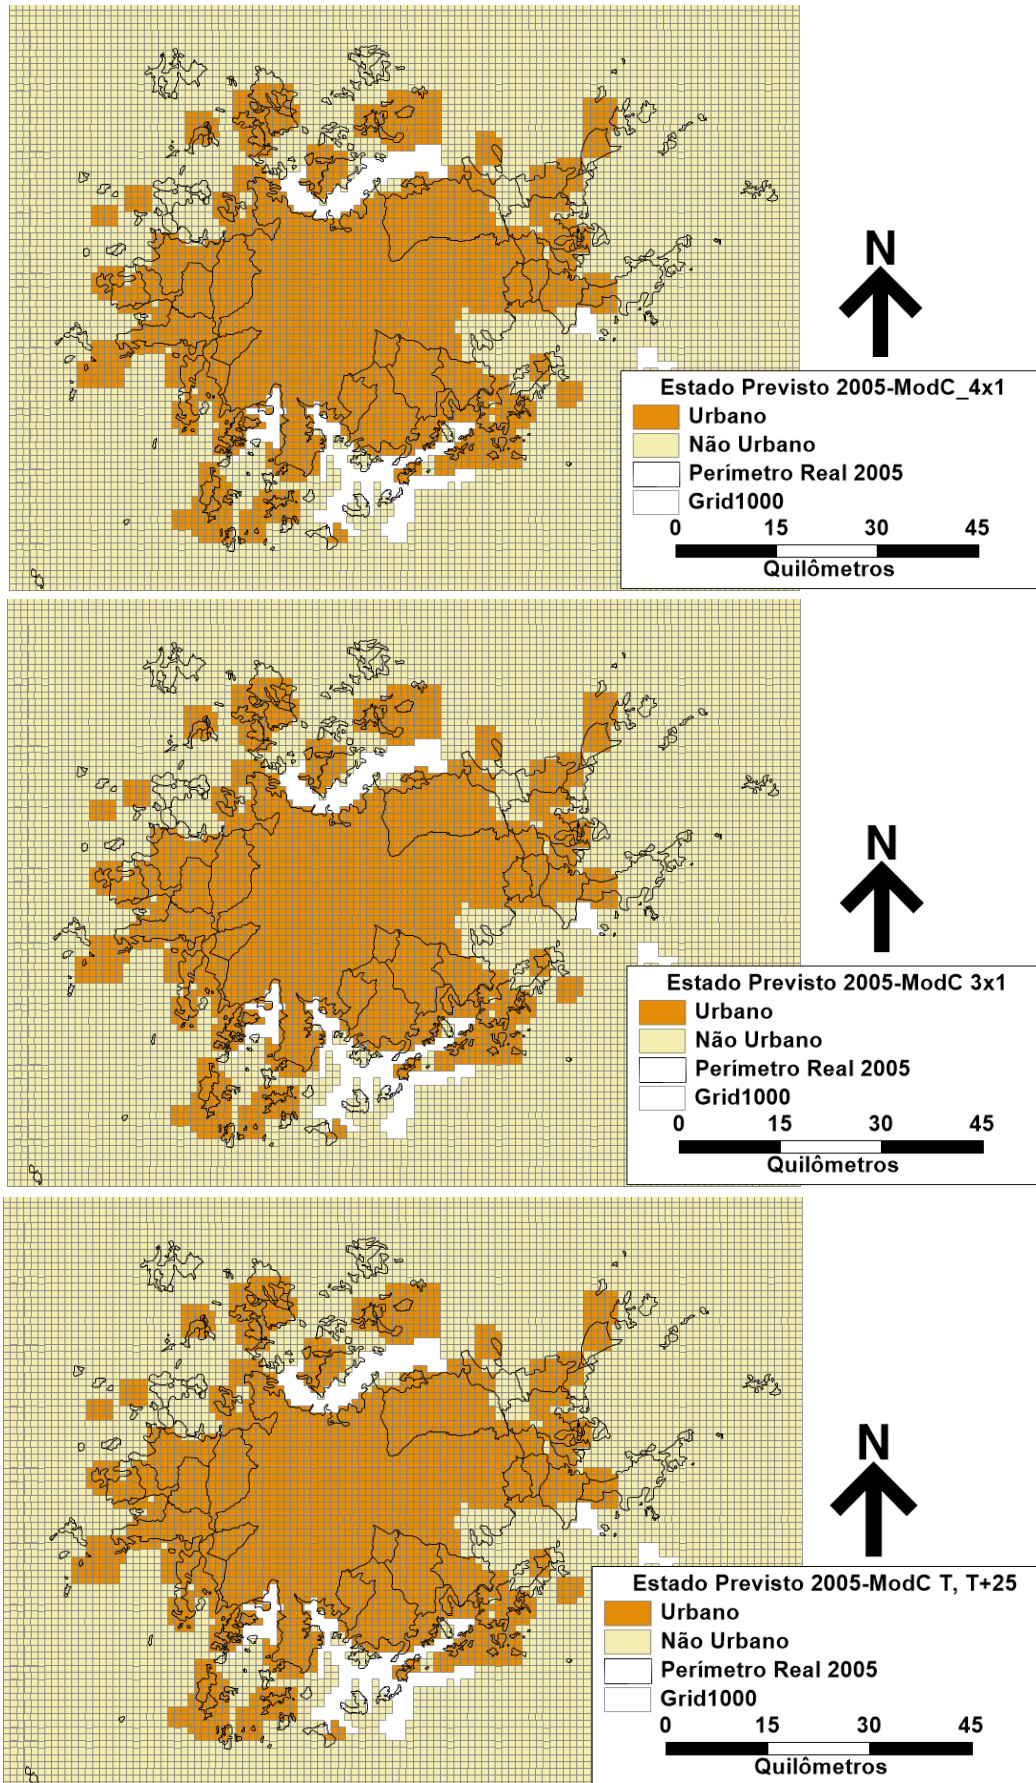 N
Estado Previsto 2005-ModC_4x1
Urbano
Não Urbano
Perímetro Real 2005
Grid1000
0 15 30 45
Quilômetros
N
Estado Previsto 2005-ModC 3x1
Urbano
Não Urbano
Perímetro Real 2005
Grid1000
0 15 30 45
Quilômetros
N
Estado Previsto 2005-ModC T, T+25
Urbano
Não Urbano
Perímetro Real 2005
Grid1000
0 15 30 45
Quilômetros